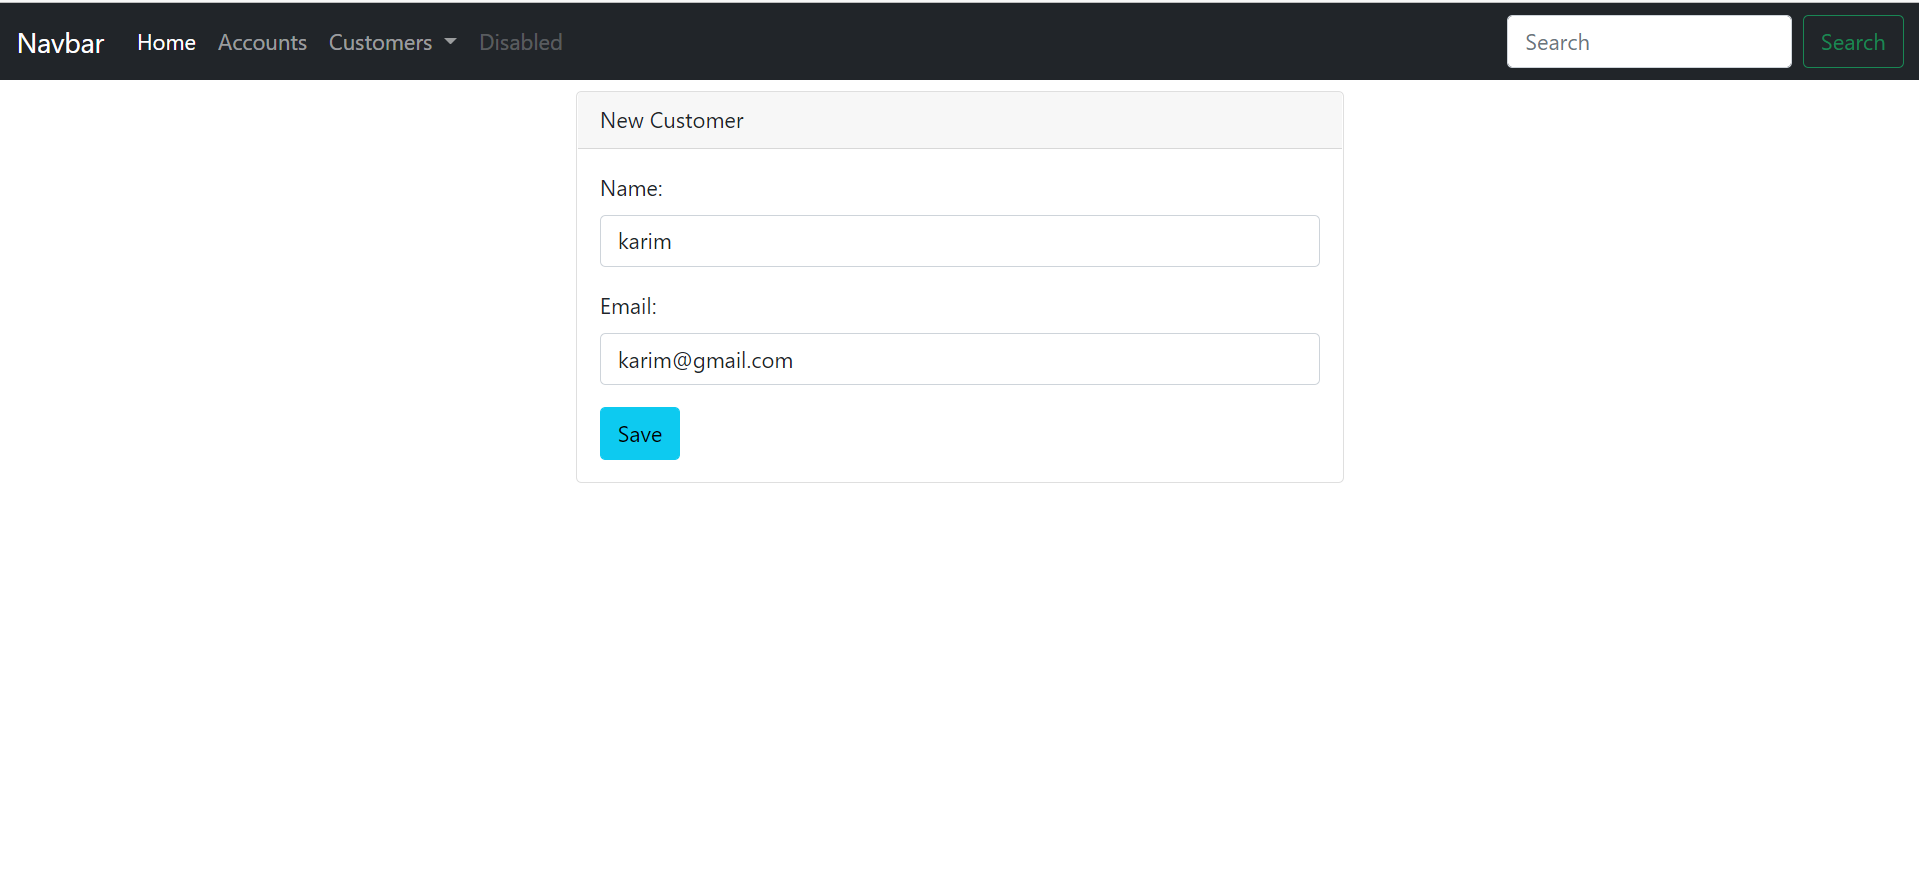 Navbar Home Accounts Customers Disabled Search Search
New Customer
Name:
karim
Email:
karim@gmail.com
Save